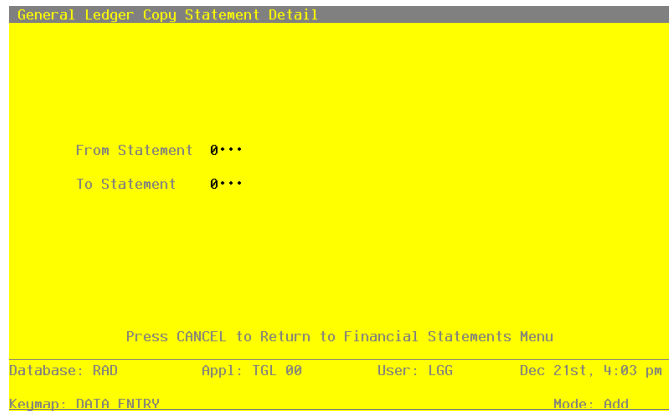 General Ledger Copy Statement Detail
From Statement 0···
To Statement 0···
Press CANCEL to Return to Financial Statements Menu
Database: RAD Appl: TGL 00 User: LGG Dec 21st, 4:03 pm
Keymap: DATA ENTRY Mode: Add